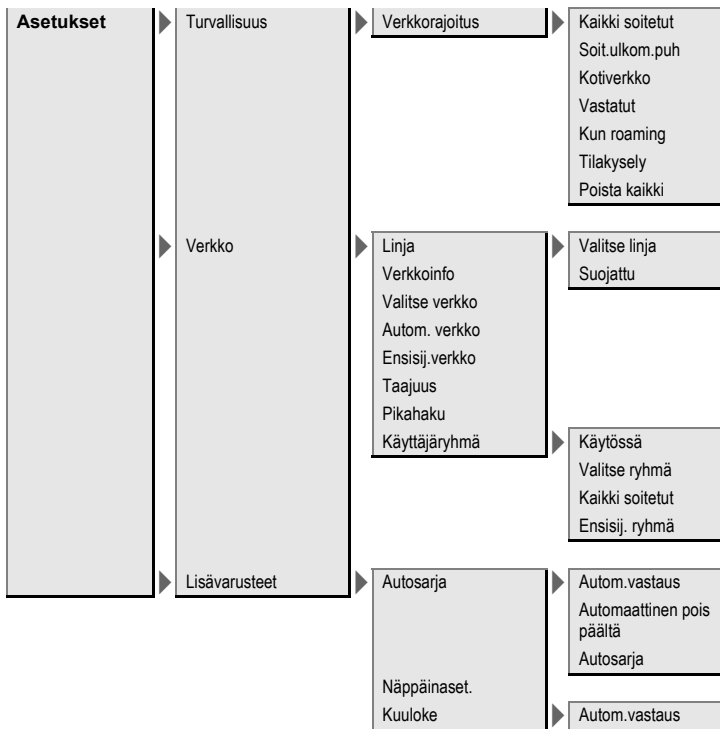 Asetukset
Turvallisuus
Verkkorajoitus
Kaikki soitetut
Soit.ulkom.puh
Kotiverkko
Vastatut
Kun roaming
Tilakysely
Poista kaikki
Verkko
Linja
Valitse linja
Verkkoinfo
Suojattu
Valitse verkko
Autom. verkko
Ensisij.verkko
Taajuus
Pikahaku
Käyttäjäryhmä
Käytössä
Valitse ryhmä
Kaikki soitetut
Ensisij. ryhmä
Lisävarusteet
Autosarja
Autom.vastaus
Automaattinen pois
päältä
Autosarja
Näppäinaset.
Kuuloke
Autom.vastaus